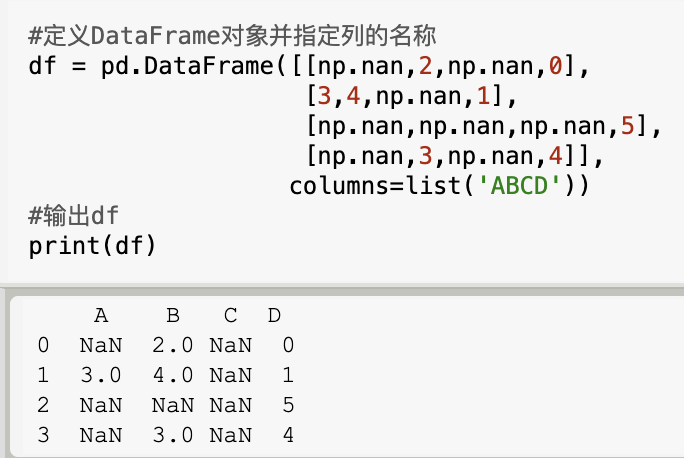 #定义DataFrame对象并指定列的名称
df = pd.DataFrame([[np.nan,2,np.nan,0],
[3,4,np.nan,1],
[np.nan,np.nan,np.nan,5],
[np.nan,3,np.nan,4]],
columns=list('ABCD'))
#输出df
print(df)
A B C D
0 NaN 2.0 NaN 0
1 3.0 4.0 NaN 1
2 NaN NaN NaN 5
3 NaN 3.0 NaN 4